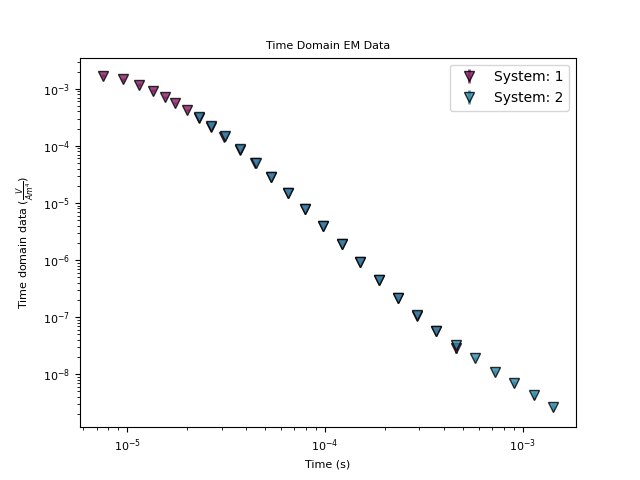 Time Domain EM Data
System: 1
System: 2
Time domain data (V/Am⁴)
10⁻³
10⁻⁴
10⁻⁵
10⁻⁶
10⁻⁷
10⁻⁸
10⁻⁵
10⁻⁴
10⁻³
Time (s)